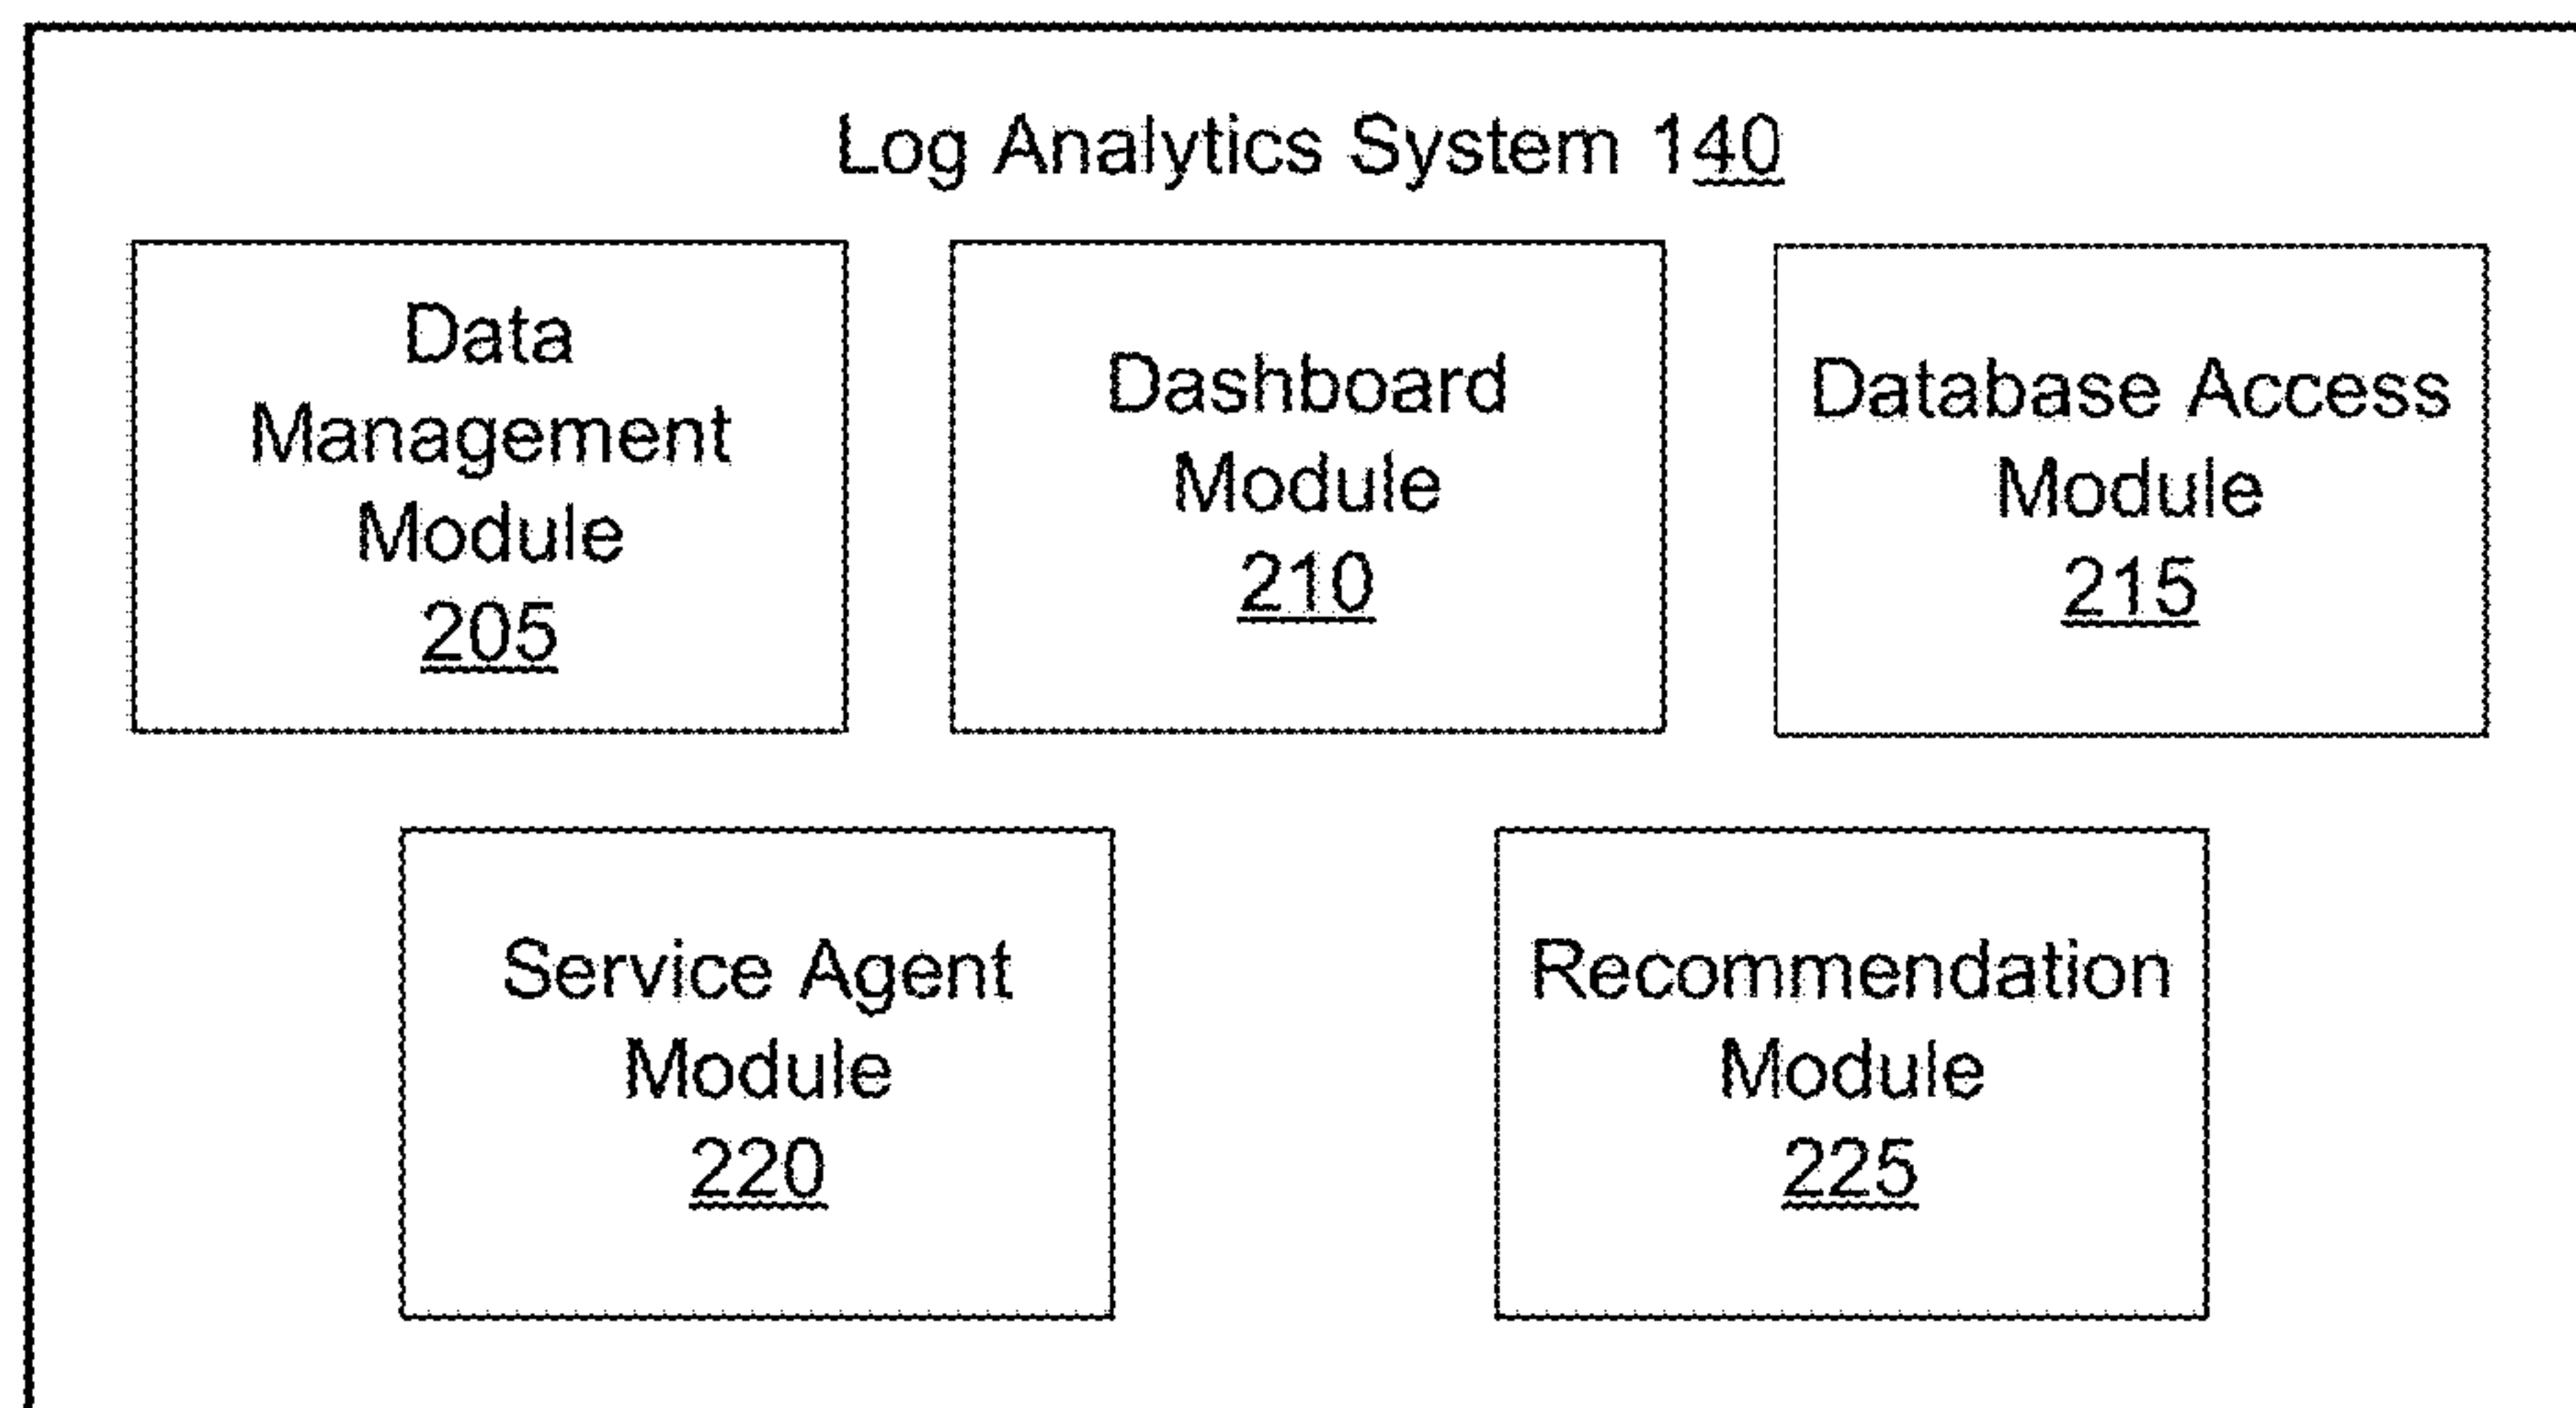 Log Analytics System 140
Data
Management
Module
205
Dashboard
Module
210
Database Access
Module
215
Service Agent
Module
220
Recommendation
Module
225